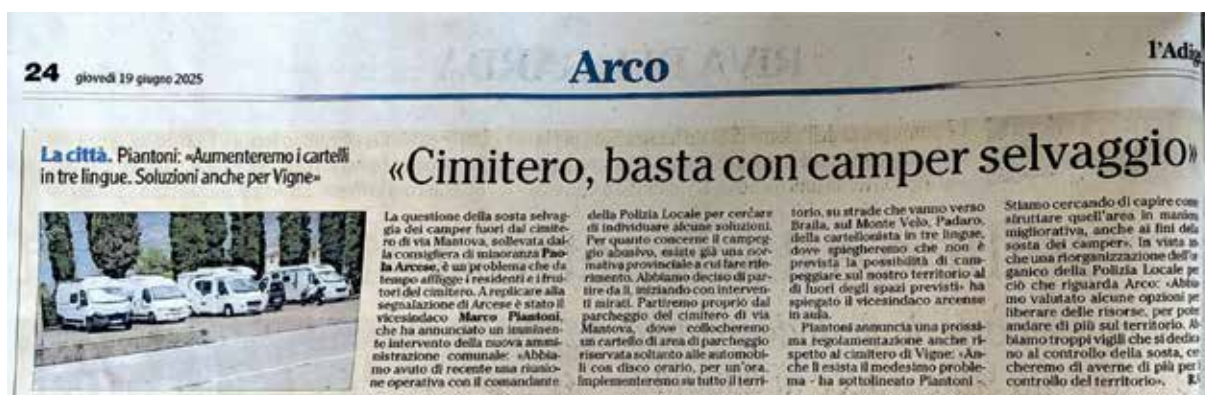 24 giovedì 19 giugno 2025
Arco
l'Adig
La città. Piantoni: «Aumenteremo i cartelli
in tre lingue. Soluzioni anche per Vigne»
«Cimitero, basta con camper selvaggio»
La questione della sosta selvag-
gia dei camper fuori dal cimite-
ro di via Mantova, sollevata dal-
la consigliera di minoranza Pao-
la Arcese, è un problema che da
tempo affligge i residenti e i frui-
tori del cimitero. A replicare alla
segnalazione di Arcese è stato il
vicesindaco Marco Piantoni,
che ha annunciato un imminen-
te intervento della nuova ammi-
nistrazione comunale: «Abbia-
mo avuto di recente una riunio-
ne operativa con il comandante
della Polizia Locale per cercare
di individuare alcune soluzioni.
Per quanto concerne il campeg-
gio abusivo, esiste già una nor-
mativa provinciale a cui fare rife-
rimento. Abbiamo deciso di par-
tire da lì, iniziando con interven-
ti mirati. Partiremo proprio dal
parcheggio del cimitero di via
Mantova, dove collocheremo
un cartello di area di parcheggio
riservata soltanto alle automobi-
li con disco orario, per un'ora.
Implementeremo su tutto il terri-
torio, su strade che vanno verso
Braila, sul Monte Velo, Padaro,
della cartellonistica in tre lingue,
dove spiegheremo che non è
prevista la possibilità di cam-
peggiare sul nostro territorio al
di fuori degli spazi previsti» ha
spiegato il vicesindaco arcense
in aula.
Piantoni annuncia una prossi-
ma regolamentazione anche ri-
spetto al cimitero di Vigne: «An-
che lì esista il medesimo proble-
ma - ha sottolineato Piantoni -.
Stiamo cercando di capire come
sfruttare quell'area in maniera
migliorativa, anche ai fini della
sosta dei camper». In vista
che una riorganizzazione dell'o
ganico della Polizia Locale pe
ciò che riguarda Arco: «Abbia
mo valutato alcune opzioni pe
liberare delle risorse, per pote
andare di più sul territorio. Ab
biamo troppi vigili che si dedic
no al controllo della sosta, ce
cheremo di averne di più per i
controllo del territorio».